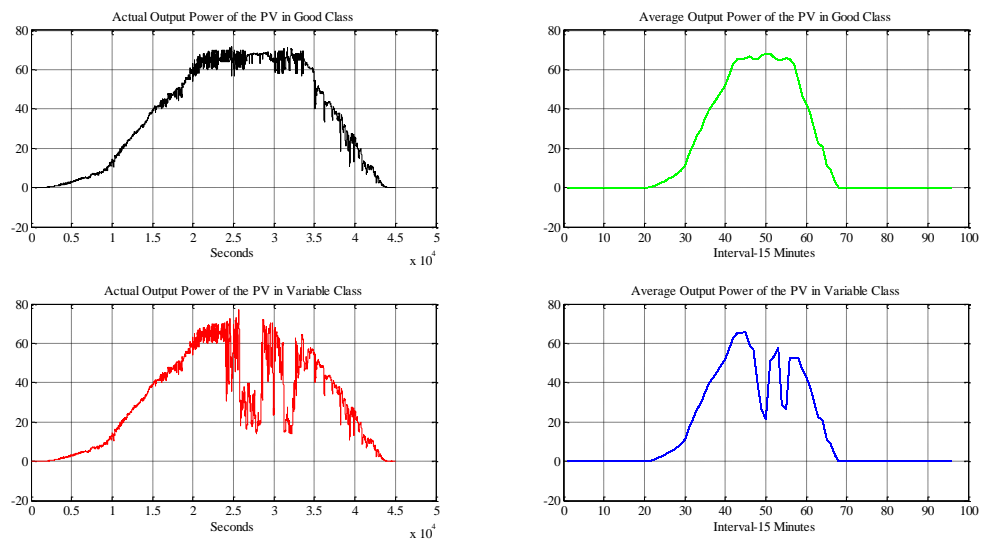 Actual Output Power of the PV in Good Class
80
60
40
20
0
-20
0 0.5 1 1.5 2 2.5 3 3.5 4 4.5 5
Seconds
x 10^4
Average Output Power of the PV in Good Class
80
60
40
20
0
-20
0 10 20 30 40 50 60 70 80 90 100
Interval-15 Minutes
Actual Output Power of the PV in Variable Class
80
60
40
20
0
-20
0 0.5 1 1.5 2 2.5 3 3.5 4 4.5 5
Seconds
x 10^4
Average Output Power of the PV in Variable Class
80
60
40
20
0
-20
0 10 20 30 40 50 60 70 80 90 100
Interval-15 Minutes